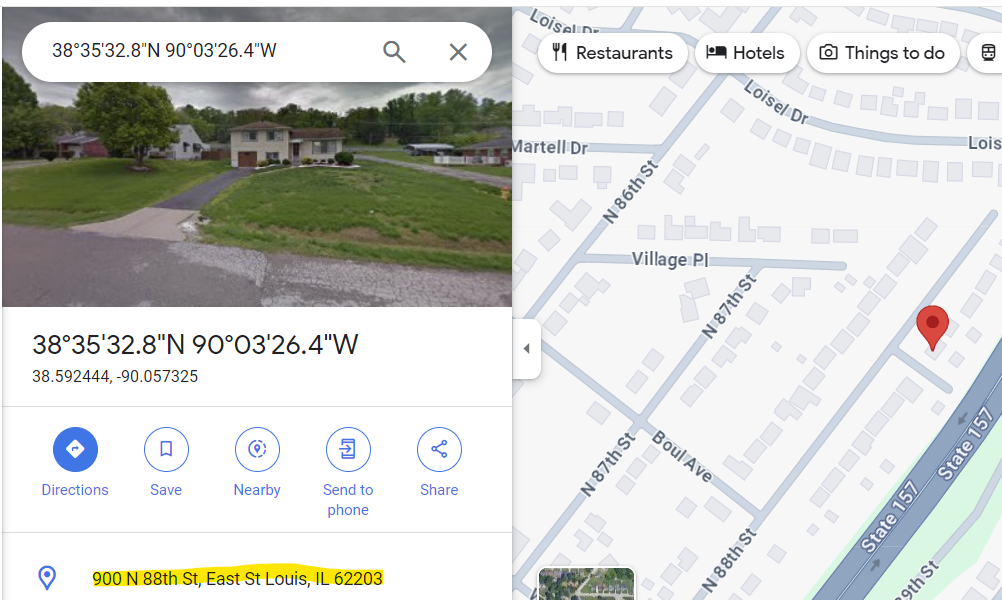 38°35'32.8"N 90°03'26.4"W
38°35'32.8"N 90°03'26.4"W
38.592444, -90.057325
Directions
Save
Nearby
Send to
phone
Share
900 N 88th St, East St Louis, IL 62203
Restaurants
Hotels
Things to do
Loisel Dr
Loisel Dr
Lois
Martell Dr
N 86th St
Village Pl
N 87th St
N 87th St
Boul Ave
State 157
State 157
N 88th St
89th St